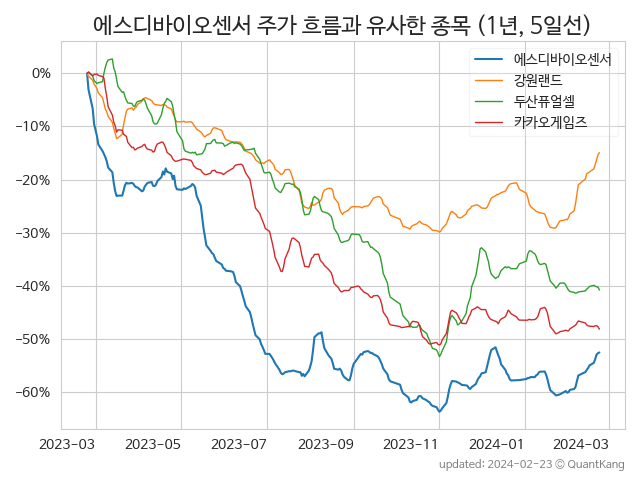 에스디바이오센서 주가 흐름과 유사한 종목 (1년, 5일선)
에스디바이오센서
강원랜드
두산퓨얼셀
카카오게임즈
0%
−10%
−20%
−30%
−40%
−50%
−60%
2023-03 2023-05 2023-07 2023-09 2023-11 2024-01 2024-03
updated: 2024-02-23 © QuantKang